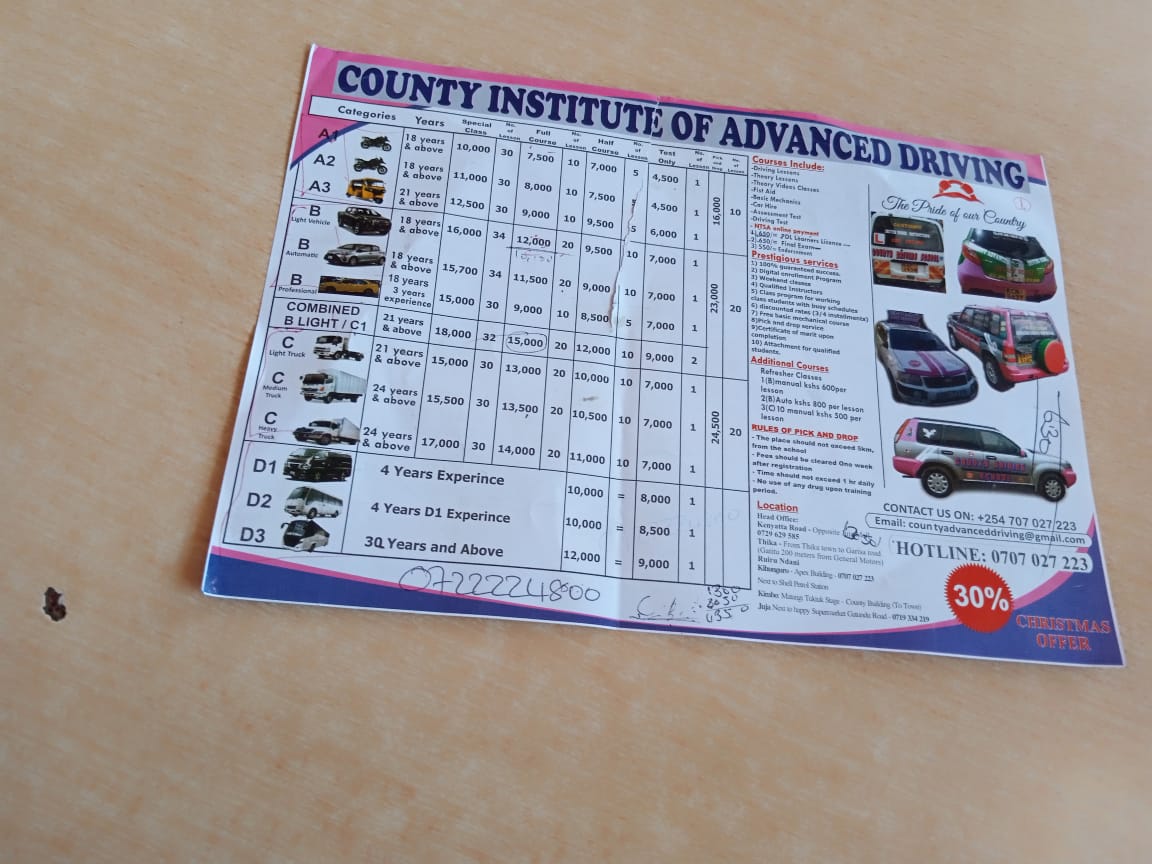 COUNTY INSTITUTE OF ADVANCED DRIVING
Categories Years Special Class No. of Lesson Full Course No. of Lesson Half Course No. of Lesson Test Only No. of Lesson Pick and No. of Lesson
A1 18 years & above 10,000 30 7,500 10 7,000 5 4,500 1
A2 18 years & above 11,000 30 8,000 10 7,500 5 4,500 1 16,000 10
A3 21 years & above 12,500 30 9,000 10 9,500 5 6,000 1
B Light Vehicle 18 years & above 16,000 34 12,000 20 9,500 10 7,000 1
B Automatic 18 years & above 15,700 34 11,500 20 9,000 10 7,000 1 23,000 20
B Professional 18 years 3 years experience 15,000 30 9,000 10 8,500 5 7,000 1
COMBINED B LIGHT / C1 21 years & above 18,000 32 15,000 20 12,000 10 9,000 2
C Light Truck 21 years & above 15,000 30 13,000 20 10,000 10 7,000 1
C Medium Truck 24 years & above 15,500 30 13,500 20 10,500 10 7,000 1 24,500 20
C Heavy Truck 24 years & above 17,000 30 14,000 20 11,000 10 7,000 1
D1 4 Years Experince 10,000 = 8,000 1
D2 4 Years D1 Experince 10,000 = 8,500 1
D3 30 Years and Above 12,000 = 9,000 1
0722224800
Courses Include:
-Driving Lessons
-Theory Lessons
-Theory Videos Classes
-Fist Aid
-Basic Mechanics
-Car Hire
-Assessment Test
-Driving Test
- NTSA online payment
2) 650/= Final Exam
3) 550/= Endorsement
Prestigious services
1) 100% guaranteed success.
2) Digital enrollment Program
3) Weekend classes
4) Qualified Instructors
5) Class program for working
class students with busy schedules
6) discounted rates (3/4 installments)
7) Free basic mechanical course
8)Pick and drop service
9)Certificate of merit upon
completion
10) Attachment for qualified
students.
Additional Courses
Refresher Classes
1(B)manual kshs 600per
lesson
2(B)Auto kshs 800 per lesson
3(C)10 manual kshs 500 per
lesson
RULES OF PICK AND DROP
- The place should not exceed 5km,
from the school
- Fees should be cleared One week
after registration
- Time should not exceed 1 hr daily
- No use of any drug upon training
period.
Location
Head Office:
Kenyatta Road - Opposite
0729 629 585
Thika - From Thika town to Garisa road
(Gatitu 200 meters from General Motors)
Ruiru Ndani
- Apex Building - 0707 027 223
Next to Shell Petrol Station
Kimbo: Matangi Tuktuk Stage - County Building (To Town)
Juja Next to happy Supermarket Gatundu Road - 0719 334 219
The Pride of our Country
CONTACT US ON: +254 707 027 223
Email: countyadvanceddriving@gmail.com
HOTLINE: 0707 027 223
30%
CHRISTMAS
OFFER